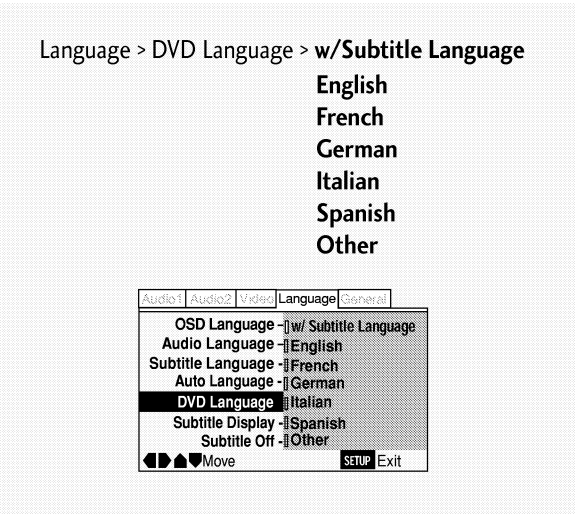 Language > DVD Language > w/Subtitle Language
English
French
German
Italian
Spanish
Other
Audio1 Audio2 Video Language General
OSD Language - w/ Subtitle Language
Audio Language - English
Subtitle Language - French
Auto Language - German
DVD Language Italian
Subtitle Display - Spanish
Subtitle Off - Other
Move SETUP Exit